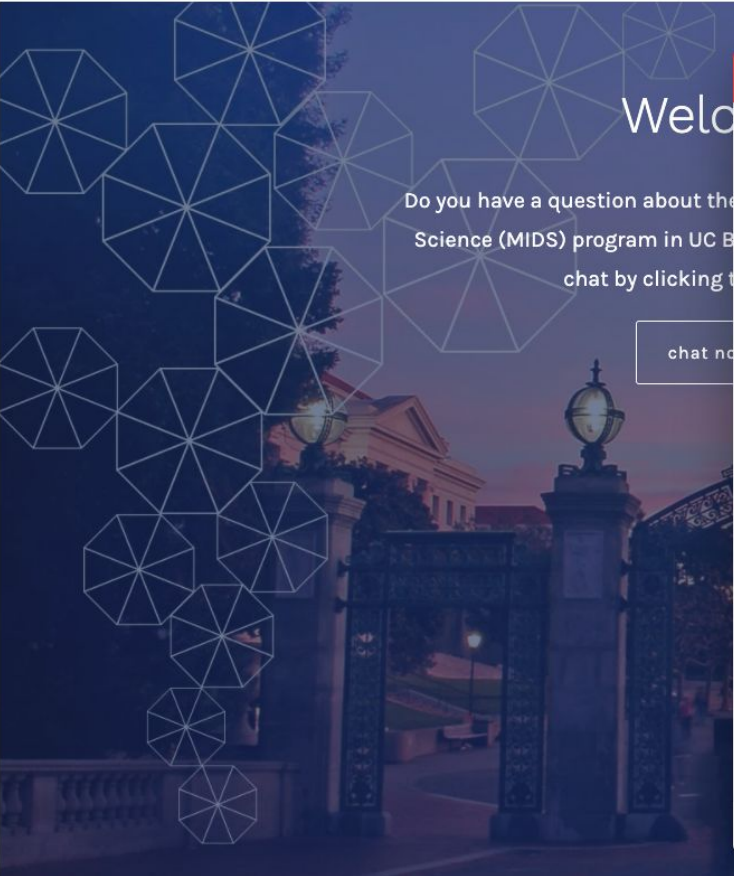 Welc
Do you have a question about the
Science (MIDS) program in UC B
chat by clicking t
chat no